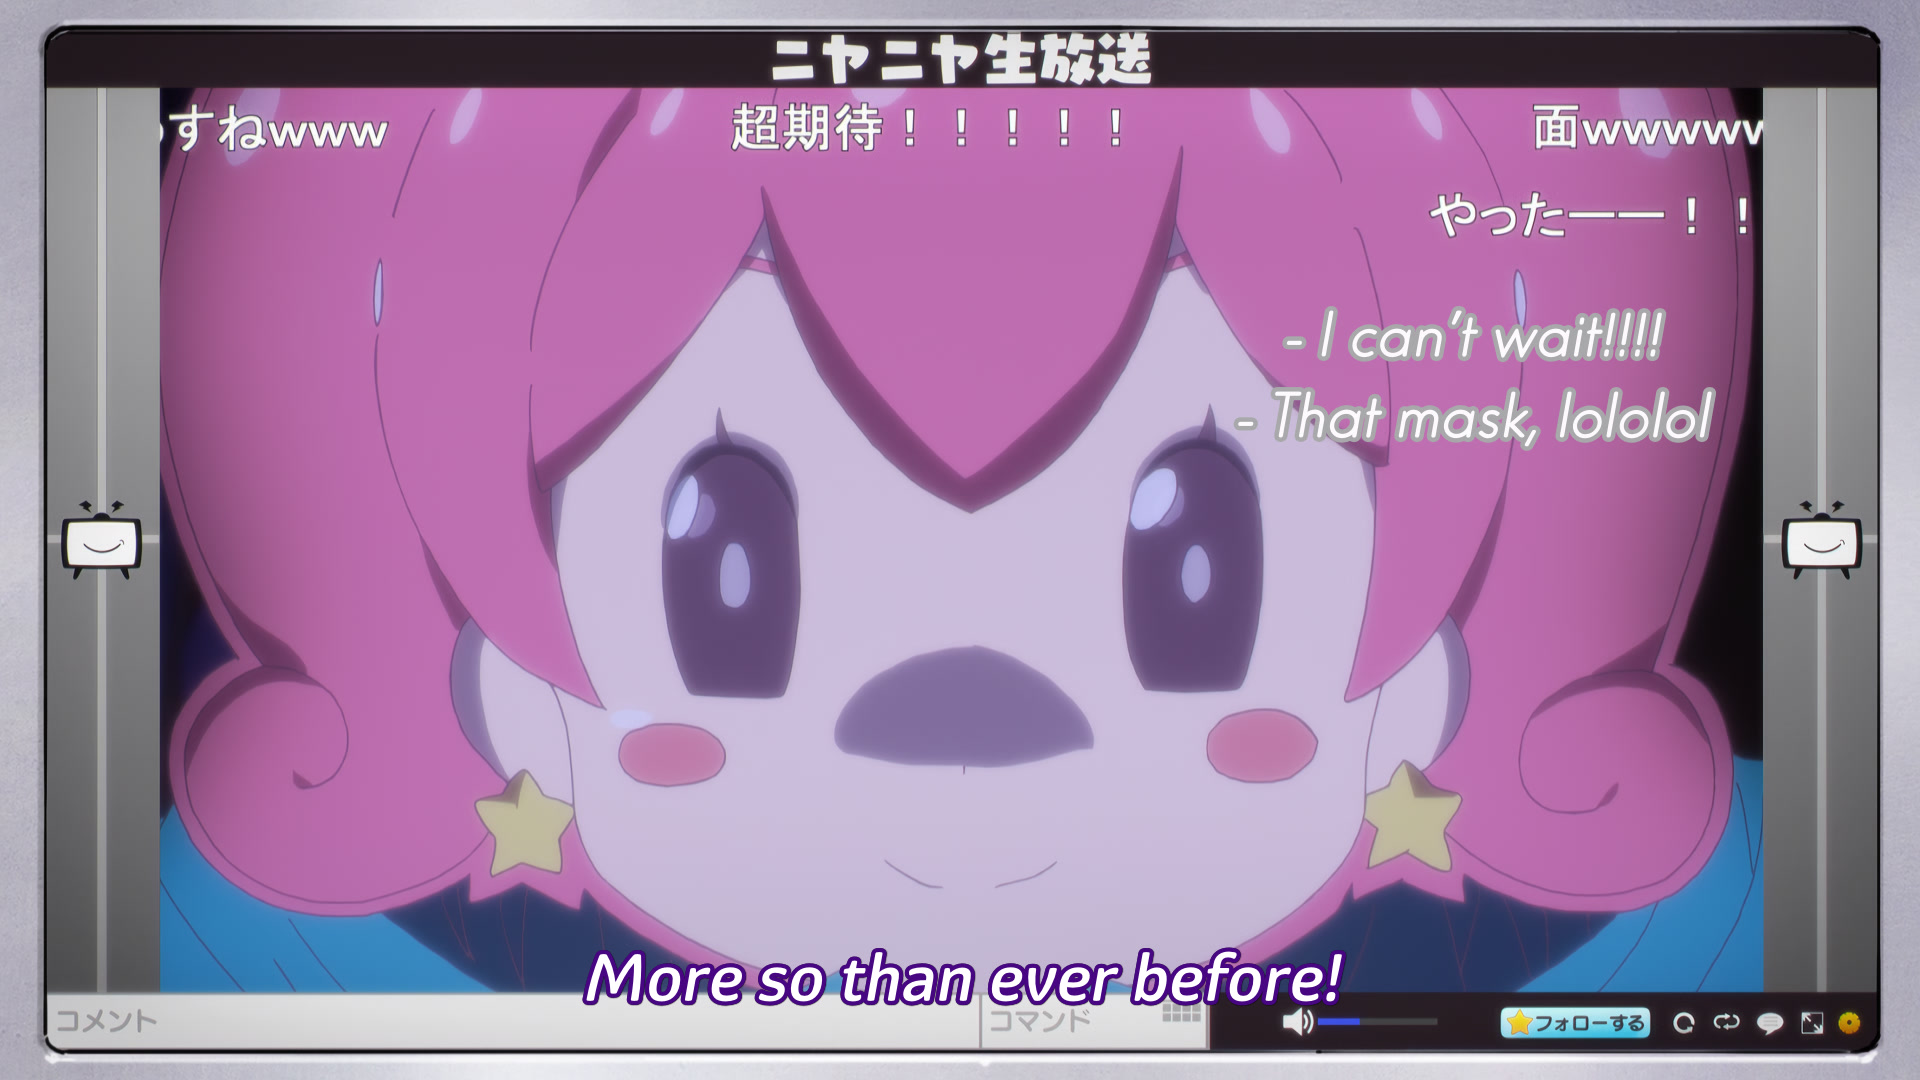 ニヤニヤ生放送
すねwww
超期待！！！！！
面wwwww
やったーー！！
- I can't wait!!!!
- That mask, lololol
More so than ever before!
コメント
コマンド
フォローする